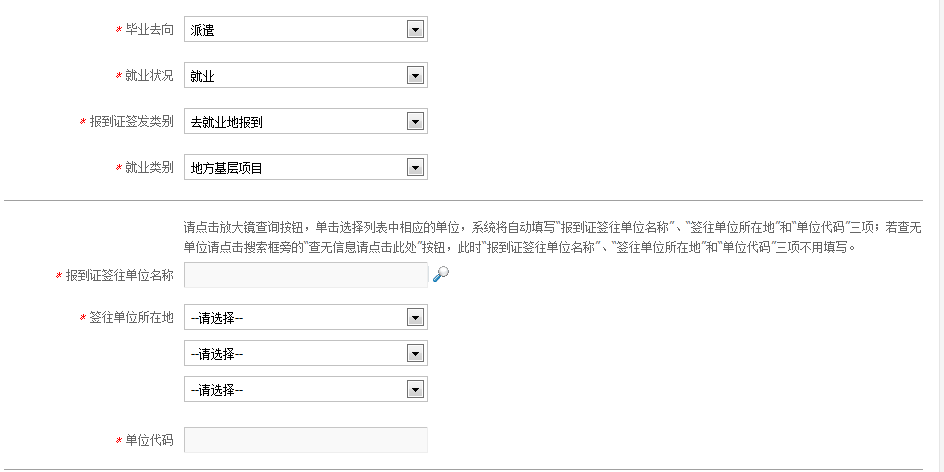 * 毕业去向 派遣
* 就业状况 就业
* 报到证签发类别 去就业地报到
* 就业类别 地方基层项目
请点击放大镜查询按钮，单击选择列表中相应的单位，系统将自动填写“报到证签往单位名称”、“签往单位所在地”和“单位代码”三项；若查无
单位请点击搜索框旁的“查无信息请点击此处”按钮，此时“报到证签往单位名称”、“签往单位所在地”和“单位代码”三项不用填写。
* 报到证签往单位名称
* 签往单位所在地 --请选择--
--请选择--
--请选择--
* 单位代码